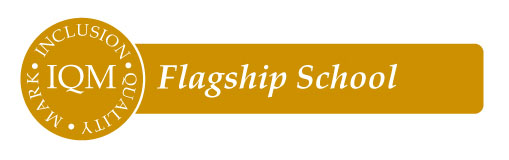 INCLUSION • QUALITY • MARK •
IQM
Flagship School